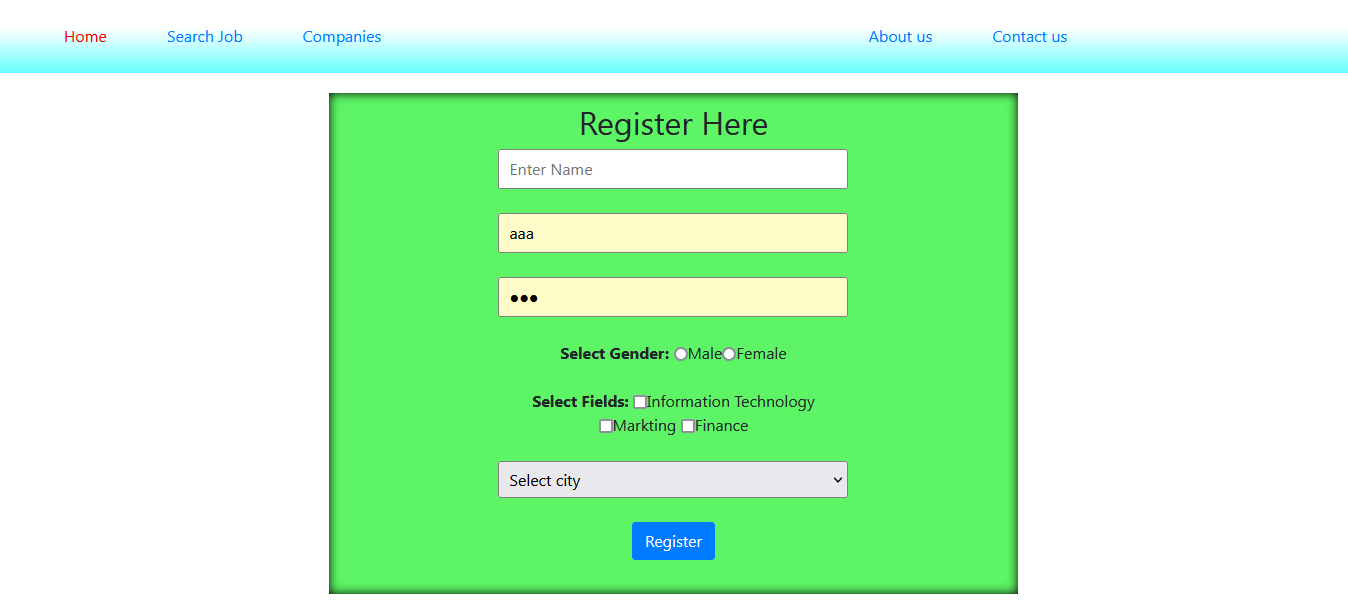 Home Search Job Companies About us Contact us
Register Here
Enter Name
aaa
●●●
Select Gender: Male Female
Select Fields: Information Technology
Markting Finance
Select city
Register